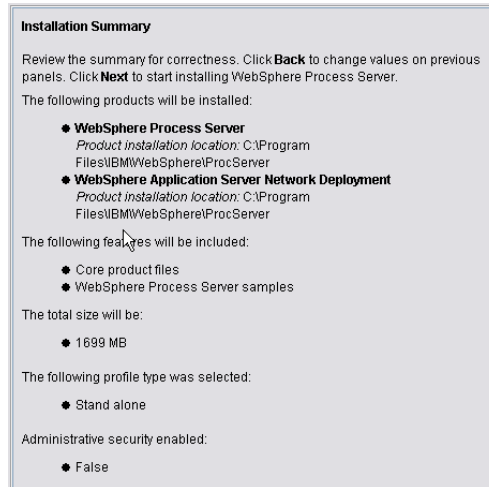 Installation Summary
Review the summary for correctness. Click Back to change values on previous
panels. Click Next to start installing WebSphere Process Server.
The following products will be installed:
WebSphere Process Server
Product installation location: C:\Program
Files\IBM\WebSphere\ProcServer
WebSphere Application Server Network Deployment
Product installation location: C:\Program
Files\IBM\WebSphere\ProcServer
The following features will be included:
Core product files
WebSphere Process Server samples
The total size will be:
1699 MB
The following profile type was selected:
Stand alone
Administrative security enabled:
False